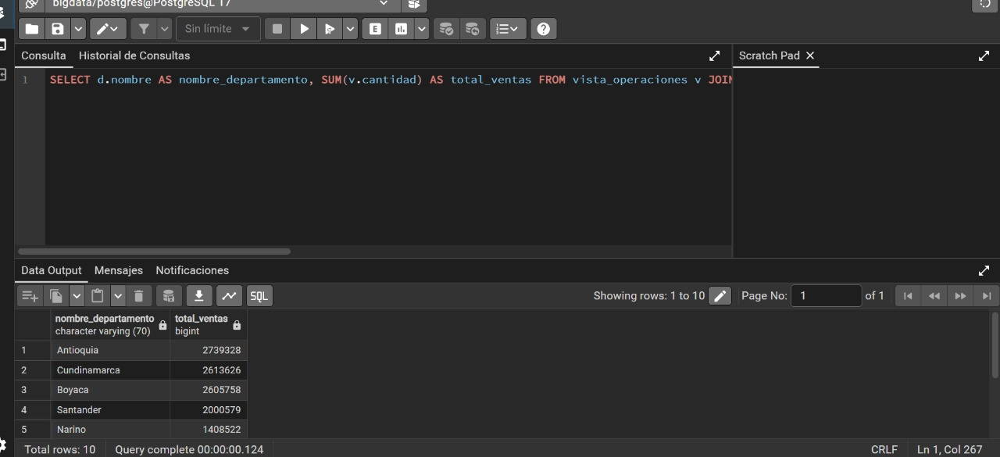 bigdata/postgres@PostgreSQL 17
Sin límite
Consulta
Historial de Consultas
Scratch Pad
1
SELECT d.nombre AS nombre_departamento, SUM(v.cantidad) AS total_ventas FROM vista_operaciones v JOIN
Data Output
Mensajes
Notificaciones
SQL
Showing rows: 1 to 10
Page No:
1
of 1
nombre_departamento
character varying (70)
total_ventas
bigint
1 Antioquia 2739328
2 Cundinamarca 2613626
3 Boyaca 2605758
4 Santander 2000579
5 Narino 1408522
Total rows: 10
Query complete 00:00:00.124
CRLF
Ln 1, Col 267